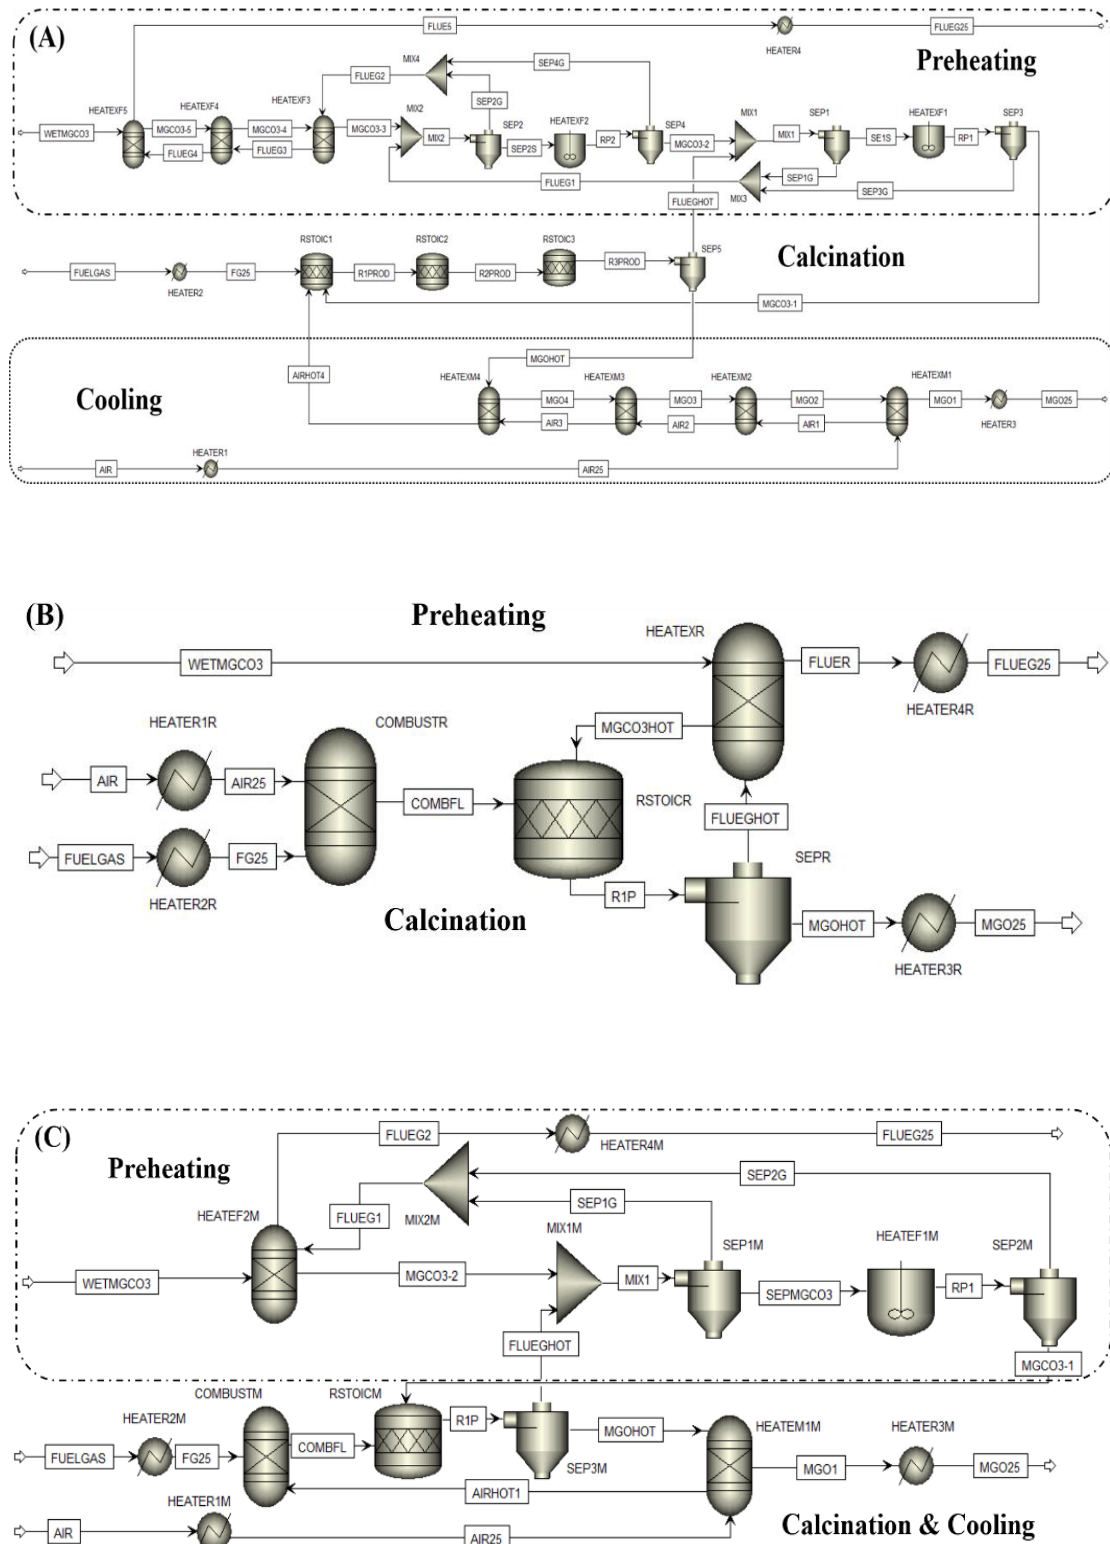 (A)
FLUE5
HEATER4
FLUEG25
Preheating
MIX4
SEP4G
FLUEG2
HEATEXF5
HEATEXF4
HEATEXF3
SEP2G
MIX2
WETMGCO3
MGCO3-5
MGCO3-4
MGCO3-3
MIX2
SEP2
HEATEXF2
SEP4
MIX1
SEP1
HEATEXF1
SEP3
FLUEG4
FLUEG3
SEP2S
RP2
MGCO3-2
MIX1
SE1S
RP1
FLUEG1
SEP1G
MIX3
SEP3G
FLUEGHOT
Calcination
RSTOIC1
RSTOIC2
RSTOIC3
SEP5
FUELGAS
HEATER2
FG25
R1PROD
R2PROD
R3PROD
MGCO3-1
MGOHOT
Cooling
AIRHOT4
HEATEXM4
HEATEXM3
HEATEXM2
HEATEXM1
MGO4
MGO3
MGO2
MGO1
HEATER3
MGO25
AIR3
AIR2
AIR1
AIR
HEATER1
AIR25
(B)
Preheating
HEATEXR
WETMGCO3
FLUER
FLUEG25
HEATER4R
HEATER1R
COMBUSTR
MGCO3HOT
AIR
AIR25
COMBFL
RSTOICR
FLUEGHOT
FUELGAS
FG25
SEPR
HEATER2R
R1P
Calcination
MGOHOT
MGO25
HEATER3R
(C)
FLUEG2
HEATER4M
FLUEG25
Preheating
SEP2G
SEP1G
HEATEF2M
FLUEG1
MIX2M
MIX1M
SEP1M
HEATEF1M
SEP2M
WETMGCO3
MGCO3-2
MIX1
SEPMGCO3
RP1
FLUEGHOT
MGCO3-1
COMBUSTM
RSTOICM
HEATER2M
R1P
MGOHOT
HEATEM1M
HEATER3M
FUELGAS
FG25
COMBFL
SEP3M
MGO1
MGO25
AIRHOT1
HEATER1M
AIR
AIR25
Calcination & Cooling